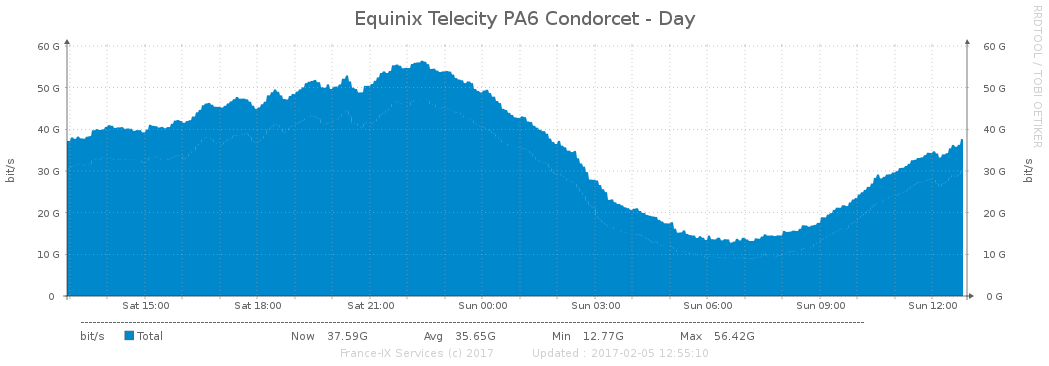 Equinix Telecity PA6 Condorcet - Day
RRDTOOL / TOBI OETIKER
bit/s
60 G 60 G
50 G 50 G
40 G 40 G
30 G 30 G
20 G 20 G
10 G 10 G
0 0 G
bit/s
Sat 15:00 Sat 18:00 Sat 21:00 Sun 00:00 Sun 03:00 Sun 06:00 Sun 09:00 Sun 12:00
bit/s Total Now 37.59G Avg 35.65G Min 12.77G Max 56.42G
France-IX Services (c) 2017 Updated : 2017-02-05 12:55:10